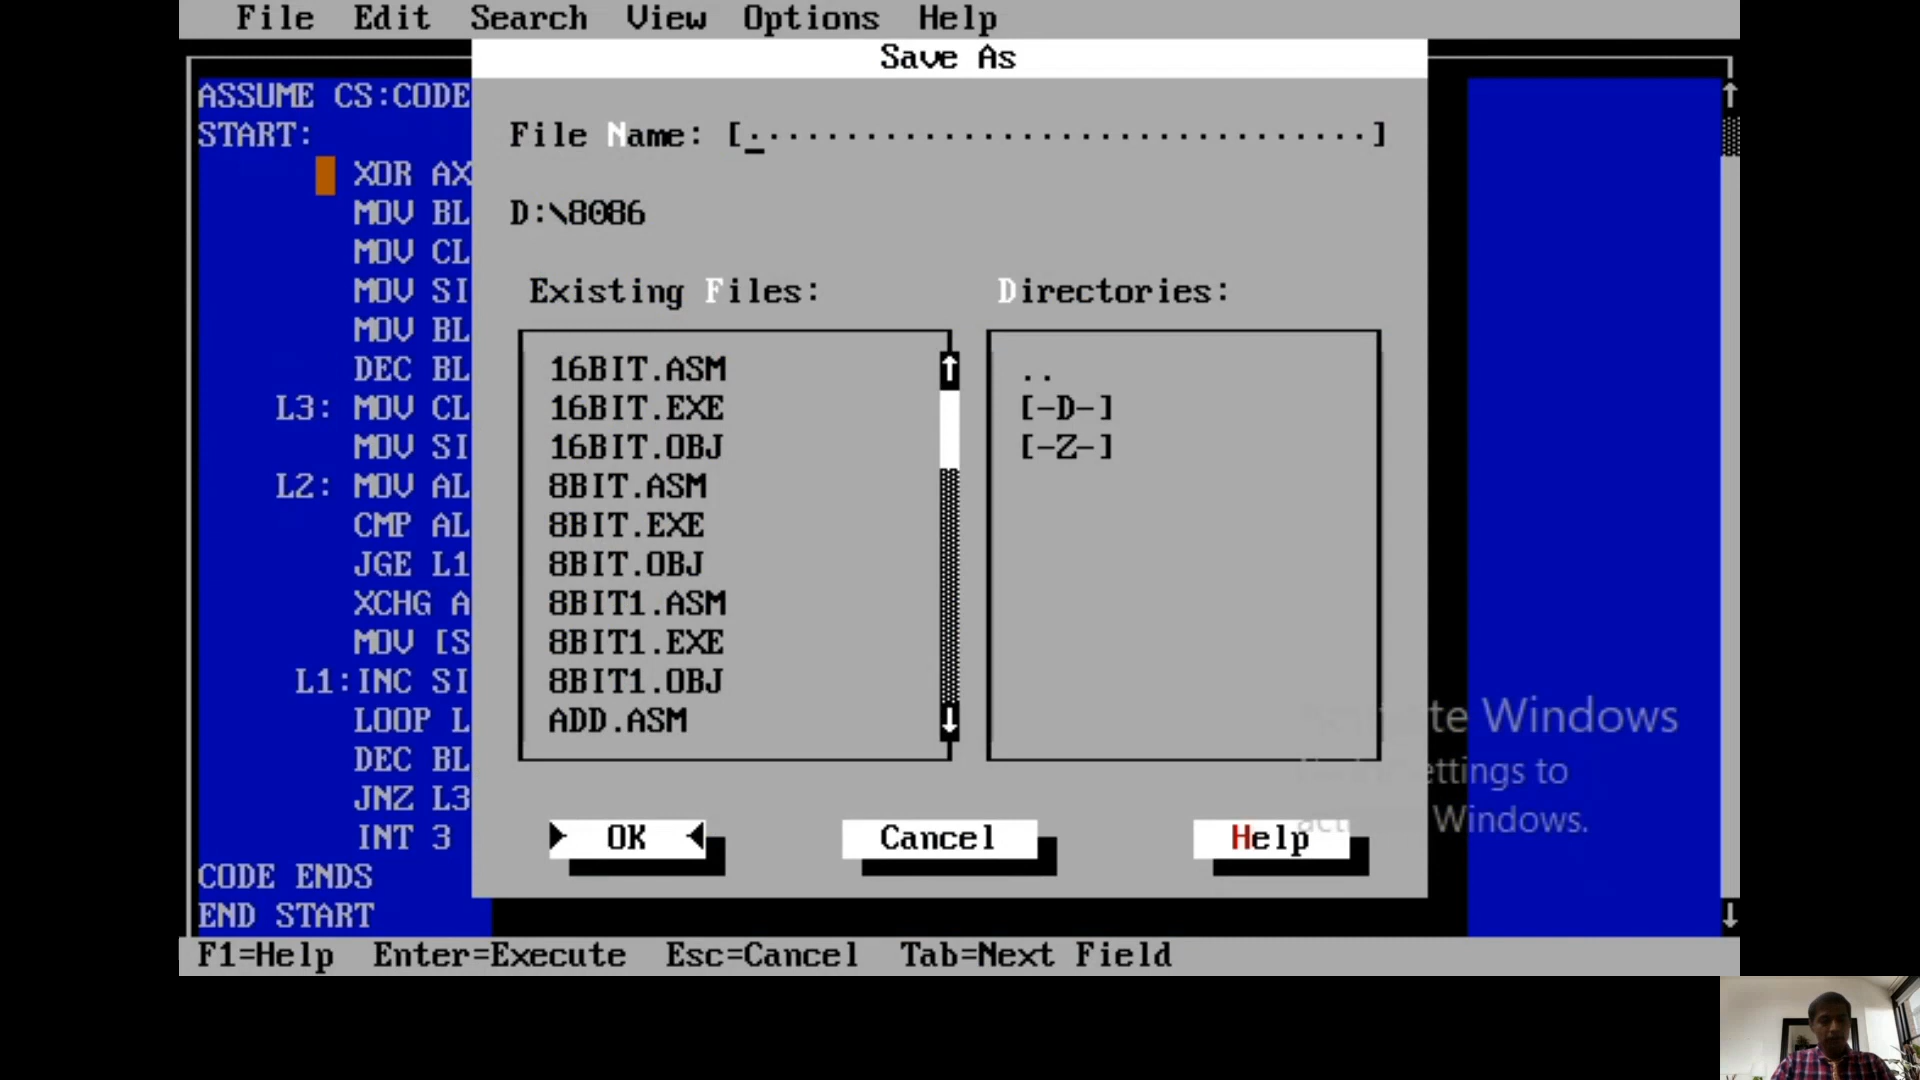 File Edit Search View Options Help
Save As
ASSUME CS:CODE
START:
File Name: [································]
XOR AX
MOV BL
D:\8086
MOV CL
MOV SI
Existing Files: Directories:
MOV BL
DEC BL
16BIT.ASM ..
L3: MOV CL
16BIT.EXE [-D-]
MOV SI
16BIT.OBJ [-Z-]
L2: MOV AL
8BIT.ASM
CMP AL
8BIT.EXE
JGE L1
8BIT.OBJ
XCHG A
8BIT1.ASM
MOV [S
8BIT1.EXE
L1:INC SI
8BIT1.OBJ
LOOP L
ADD.ASM
te Windows
DEC BL
ettings to
JNZ L3
Windows.
INT 3
OK Cancel Help
CODE ENDS
END START
F1=Help Enter=Execute Esc=Cancel Tab=Next Field